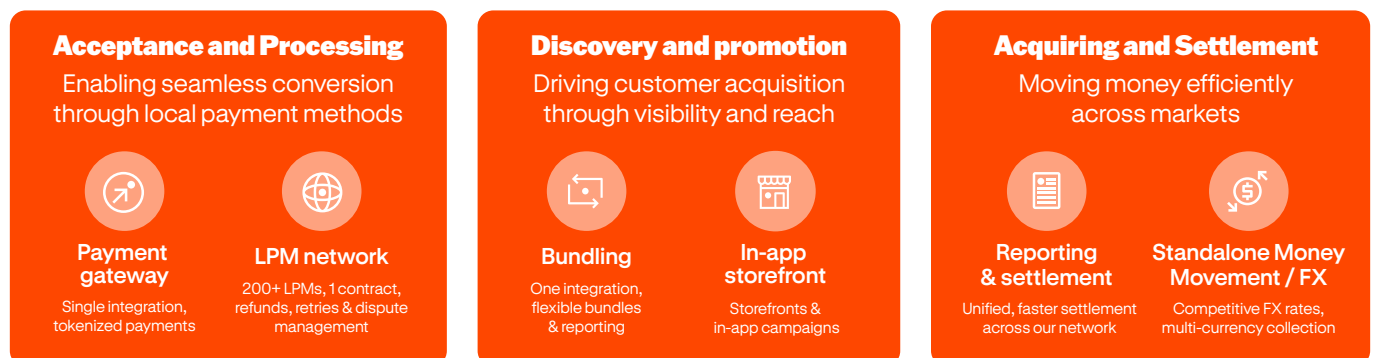 Acceptance and Processing
Enabling seamless conversion
through local payment methods
Payment
gateway
Single integration,
tokenized payments
LPM network
200+ LPMs, 1 contract,
refunds, retries & dispute
management
Discovery and promotion
Driving customer acquisition
through visibility and reach
Bundling
One integration,
flexible bundles
& reporting
In-app
storefront
Storefronts &
in-app campaigns
Acquiring and Settlement
Moving money efficiently
across markets
Reporting
& settlement
Unified, faster settlement
across our network
$
Standalone Money
Movement / FX
Competitive FX rates,
multi-currency collection